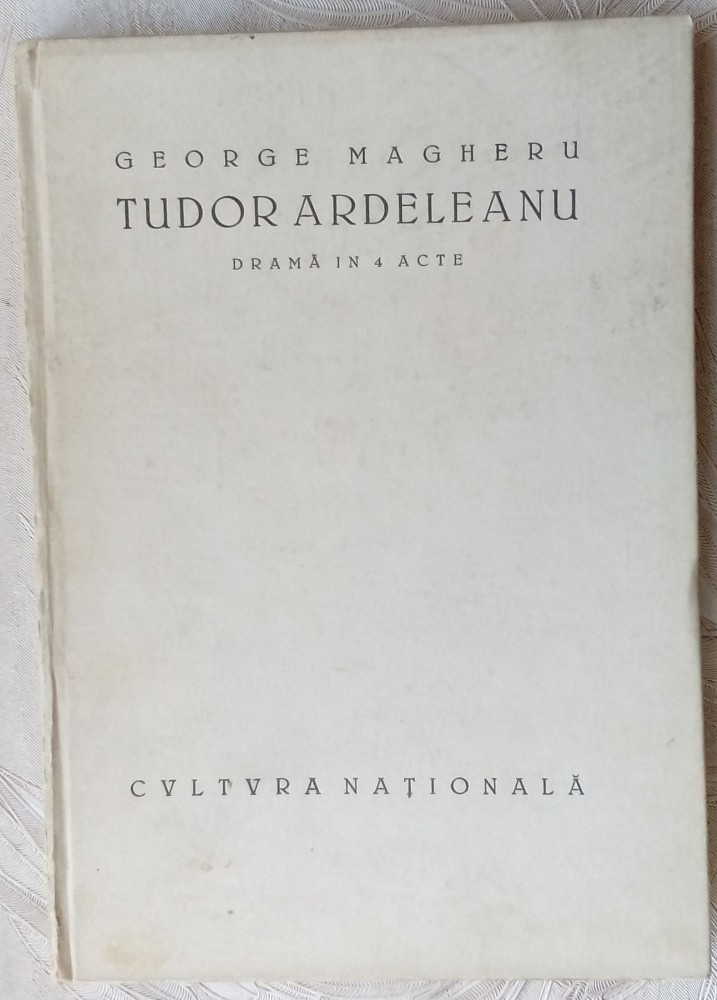 GEORGE MAGHERU
TUDOR ARDELEANU
DRAMĂ IN 4 ACTE
CVLTVRA NAȚIONALĂ